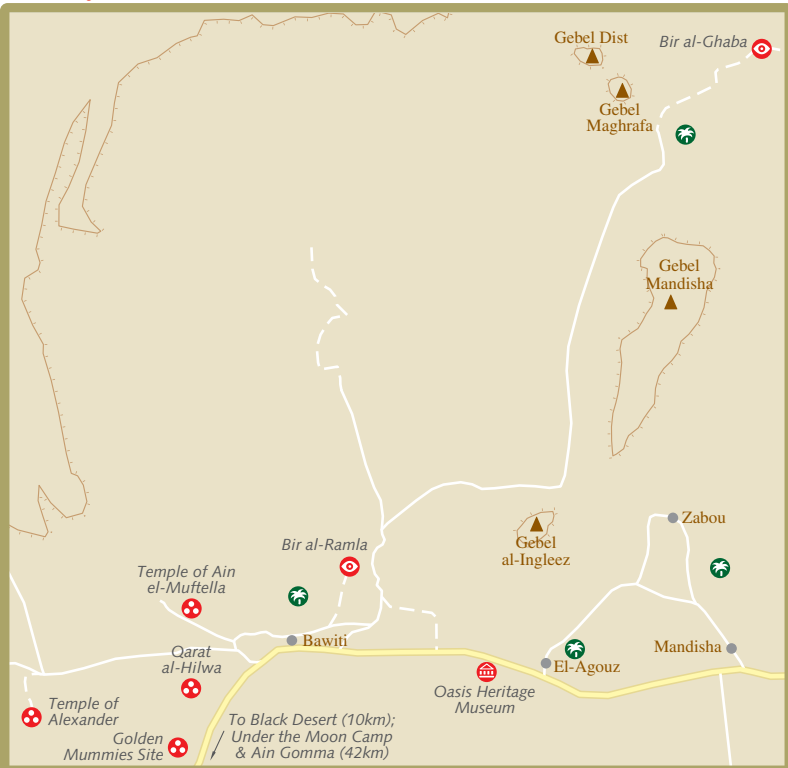 Gebel Dist
Bir al-Ghaba
Gebel
Maghrafa
Gebel
Mandisha
Zabou
Gebel
al-Ingleez
Bir al-Ramla
Temple of Ain
el-Muftella
Bawiti
Mandisha
Qarat
al-Hilwa
El-Agouz
Oasis Heritage
Museum
Temple of
Alexander
Golden
Mummies Site
To Black Desert (10km);
Under the Moon Camp
& Ain Gomma (42km)